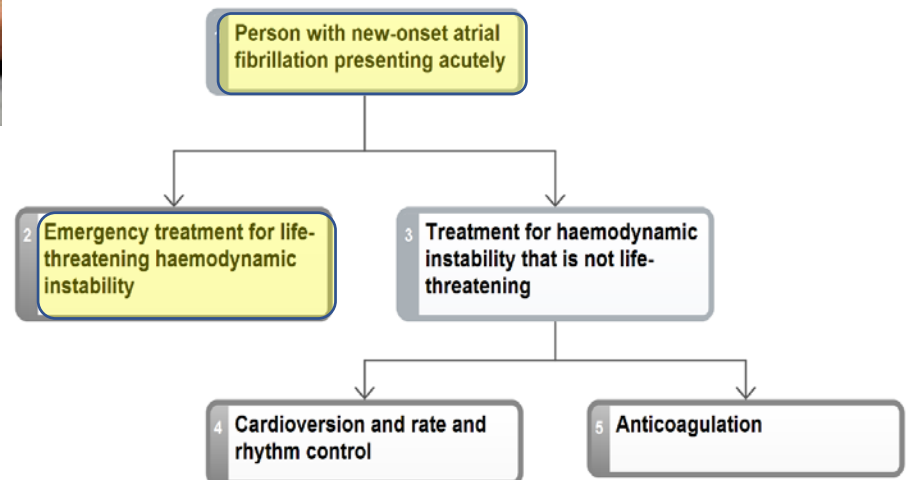 1
Person with new-onset atrial
fibrillation presenting acutely
2
Emergency treatment for life-
threatening haemodynamic
instability
3
Treatment for haemodynamic
instability that is not life-
threatening
4
Cardioversion and rate and
rhythm control
5
Anticoagulation